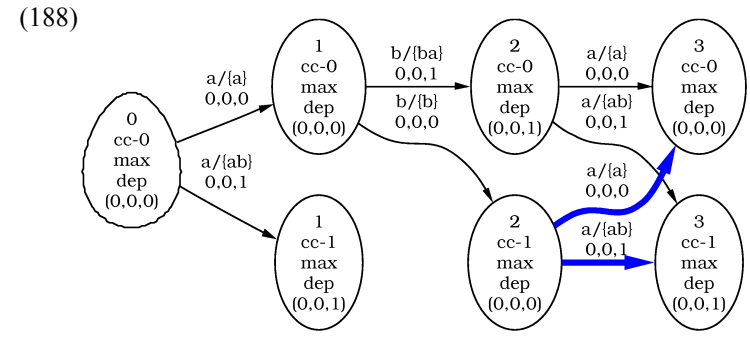 (188)
0
cc-0
max
dep
(0,0,0)
a/{a}
0,0,0
a/{ab}
0,0,1
1
cc-0
max
dep
(0,0,0)
1
cc-1
max
dep
(0,0,1)
b/{ba}
0,0,1
b/{b}
0,0,0
2
cc-0
max
dep
(0,0,1)
2
cc-1
max
dep
(0,0,0)
a/{a}
0,0,0
a/{ab}
0,0,1
a/{a}
0,0,0
a/{ab}
0,0,1
3
cc-0
max
dep
(0,0,0)
3
cc-1
max
dep
(0,0,1)